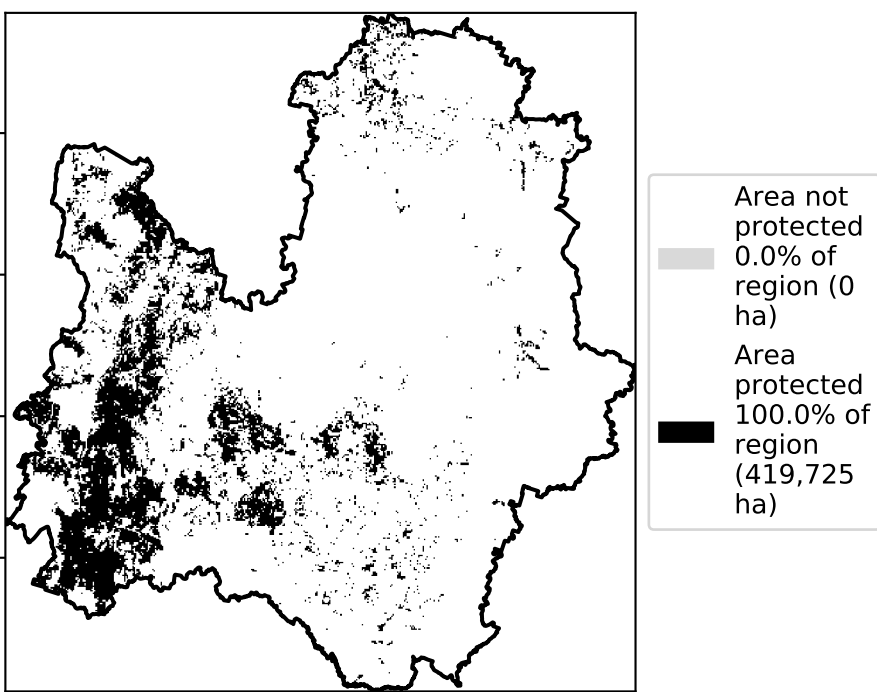 Area not
protected
0.0% of
region (0
ha)
Area
protected
100.0% of
region
(419,725
ha)